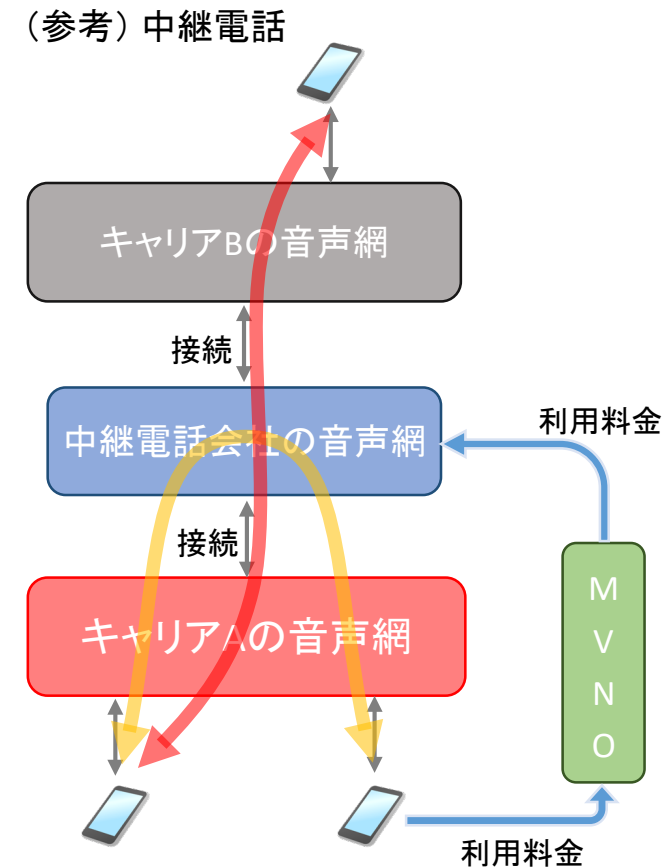 （参考）中継電話
キャリアBの音声網
接続
中継電話会社の音声網
利用料金
接続
キャリアAの音声網
M
V
N
O
利用料金